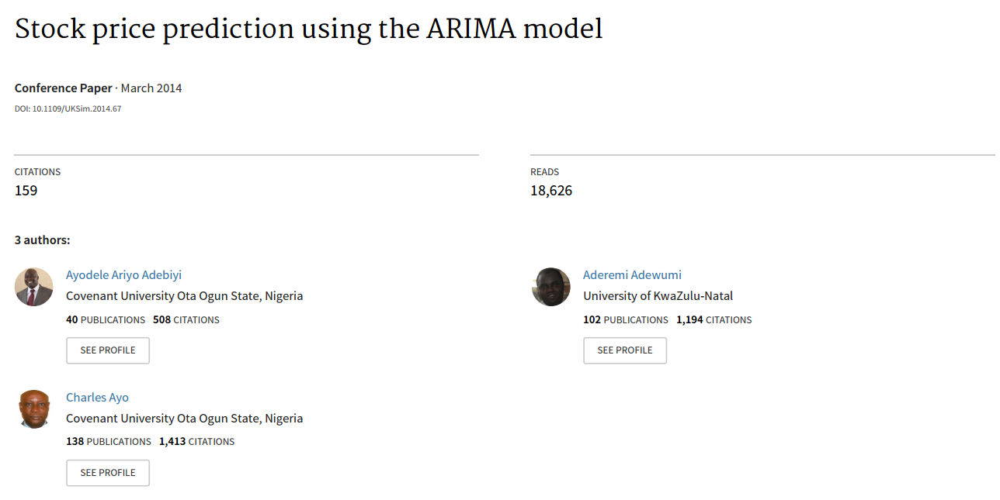 Stock price prediction using the ARIMA model
Conference Paper · March 2014
DOI: 10.1109/UKSim.2014.67
CITATIONS
159
READS
18,626
3 authors:
Ayodele Ariyo Adebiyi
Covenant University Ota Ogun State, Nigeria
40 PUBLICATIONS 508 CITATIONS
SEE PROFILE
Aderemi Adewumi
University of KwaZulu-Natal
102 PUBLICATIONS 1,194 CITATIONS
SEE PROFILE
Charles Ayo
Covenant University Ota Ogun State, Nigeria
138 PUBLICATIONS 1,413 CITATIONS
SEE PROFILE